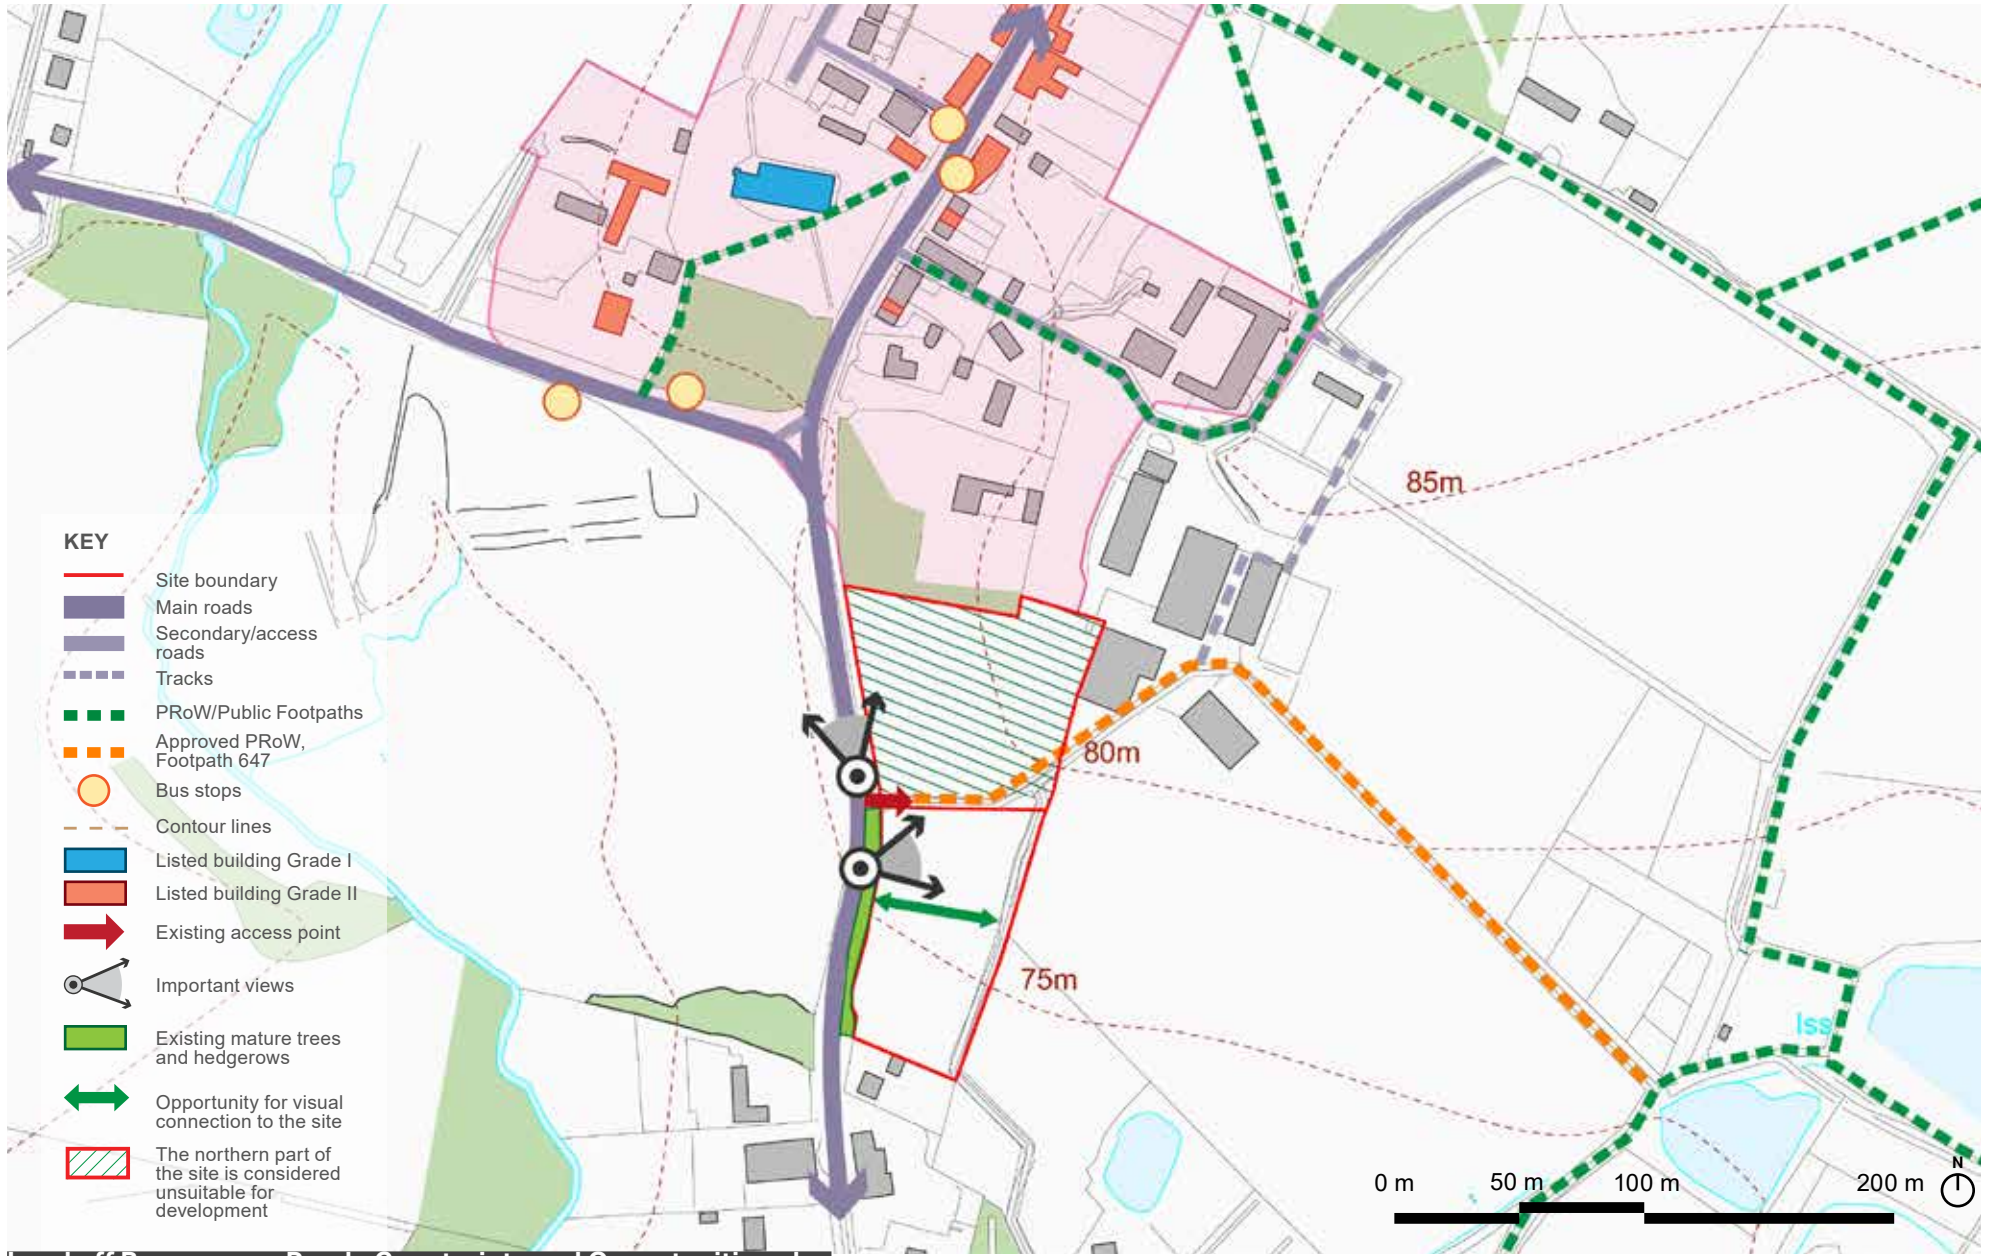 85m
KEY
Site boundary
Main roads
Secondary/access
roads
Tracks
PRoW/Public Footpaths
Approved PRoW,
Footpath 647
Bus stops
Contour lines
Listed building Grade I
Listed building Grade II
Existing access point
Important views
Existing mature trees
and hedgerows
Opportunity for visual
connection to the site
The northern part of
the site is considered
unsuitable for
development
80m
75m
Iss
N
0 m 50 m 100 m 200 m